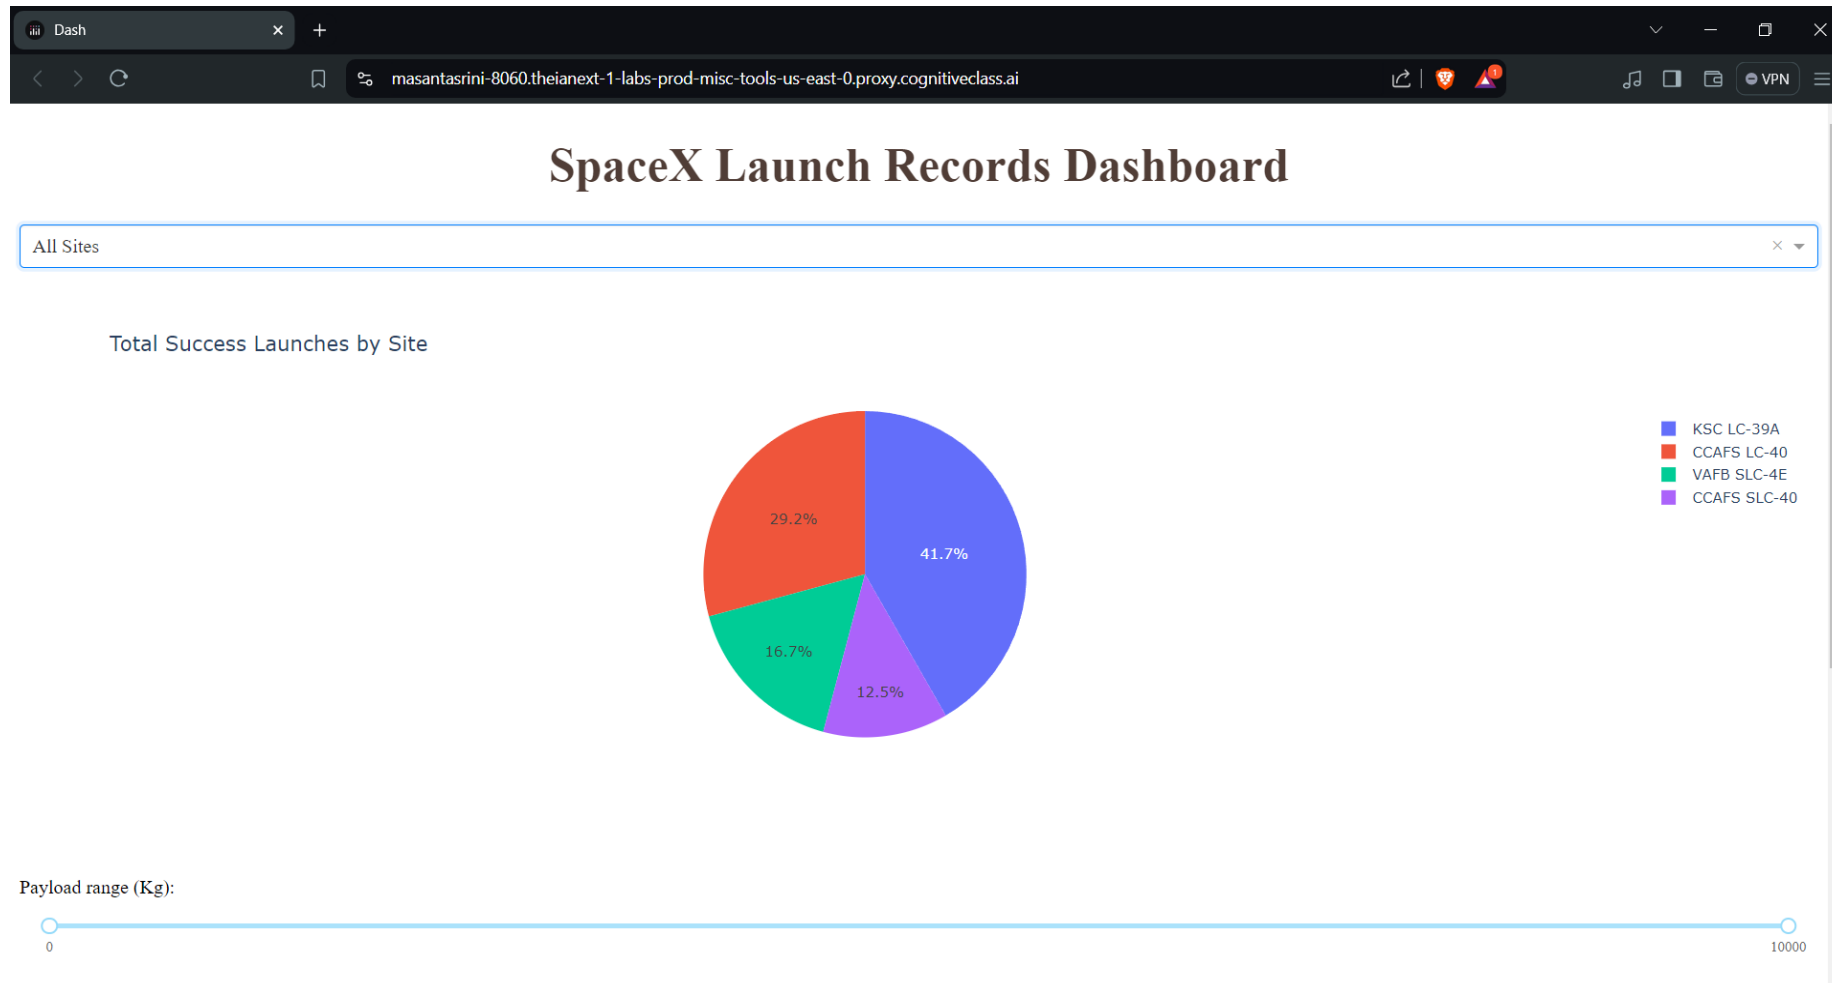 Dash
masantasrini-8060.theianext-1-labs-prod-misc-tools-us-east-0.proxy.cognitiveclass.ai
1
VPN
SpaceX Launch Records Dashboard
All Sites
Total Success Launches by Site
KSC LC-39A
CCAFS LC-40
VAFB SLC-4E
CCAFS SLC-40
29.2%
41.7%
16.7%
12.5%
Payload range (Kg):
0
10000